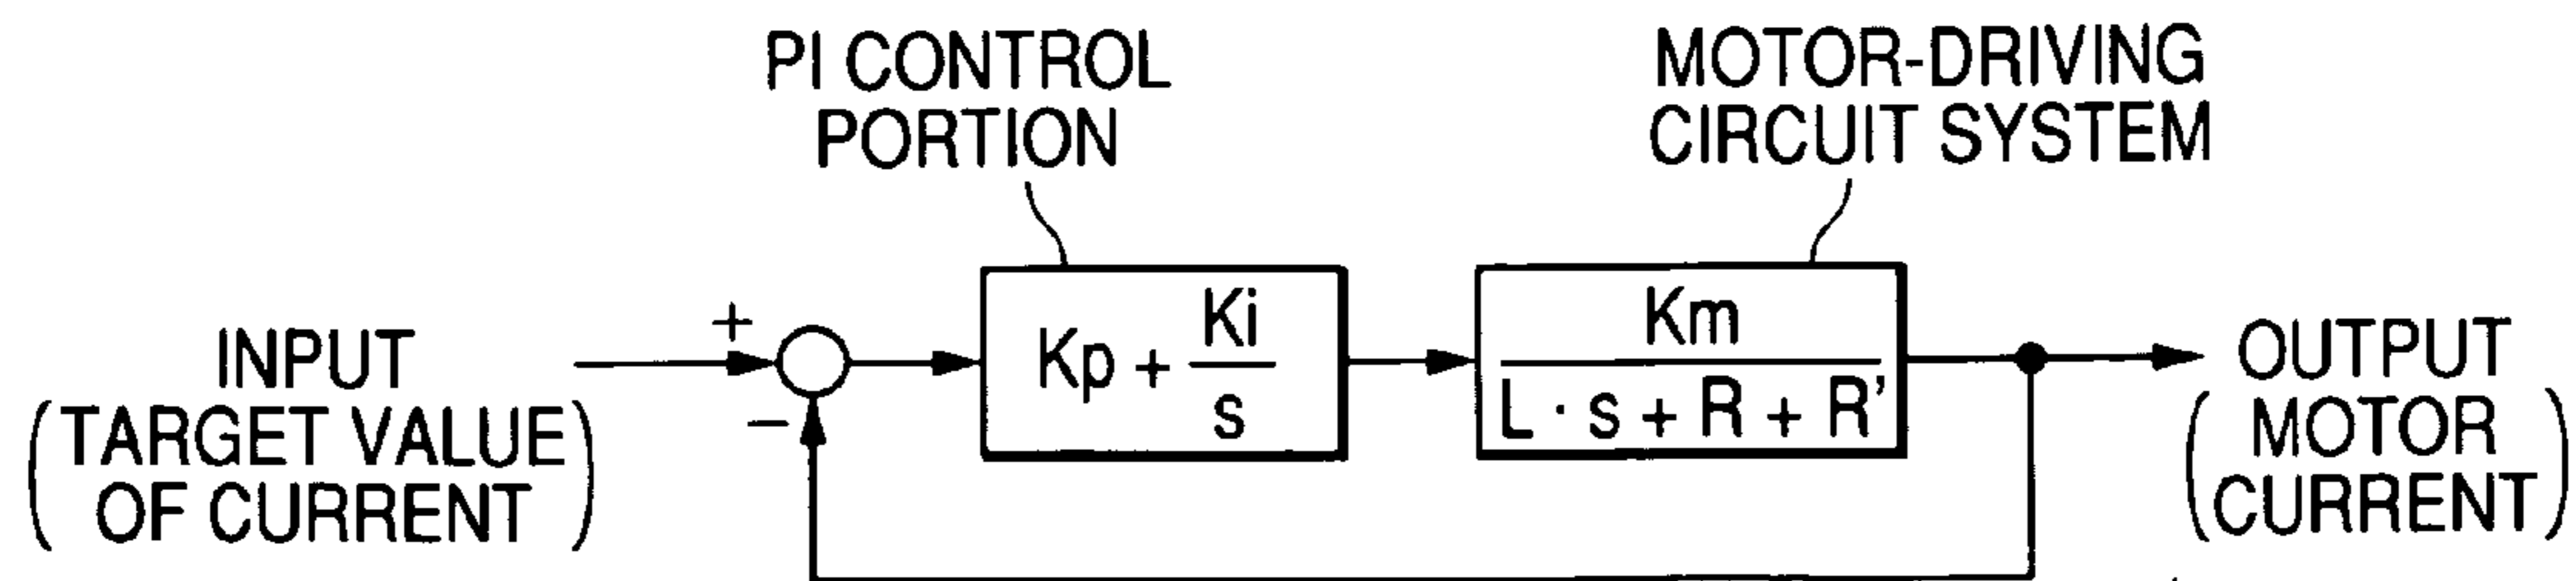 PI CONTROL
PORTION
MOTOR-DRIVING
CIRCUIT SYSTEM
+
−
INPUT
(TARGET VALUE
OF CURRENT)
Kp + Ki/s
Km/(L · s + R + R')
OUTPUT
(MOTOR
CURRENT)